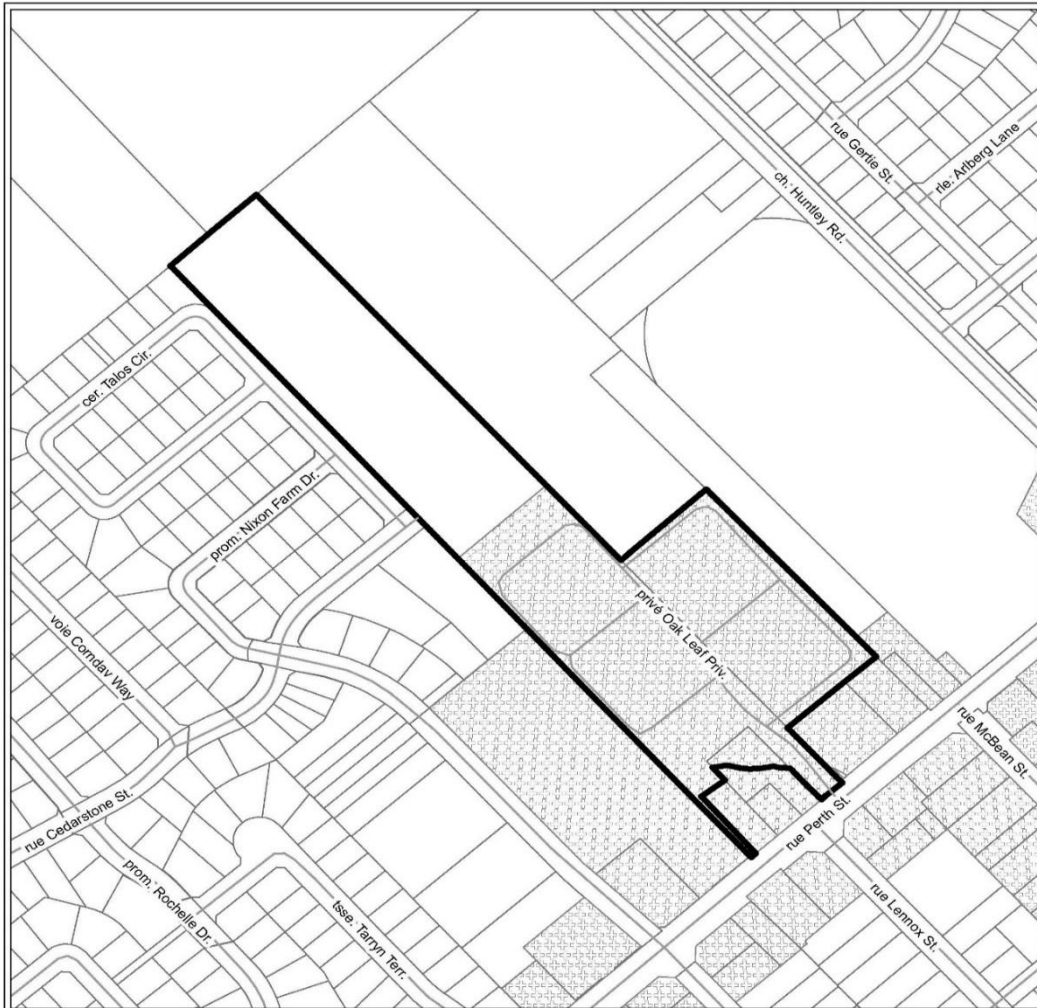 rue Gertie St.
rle. Arlberg Lane
ch. Huntley Rd.
cer. Talos Cir.
prom. Nixon Farm Dr.
privé Oak Leaf Priv.
voie Corndav Way
rue McBean St.
rue Perth St.
rue Cedarstone St.
prom. Rochelle Dr.
tsse. Tarryn Terr.
rue Lennox St.